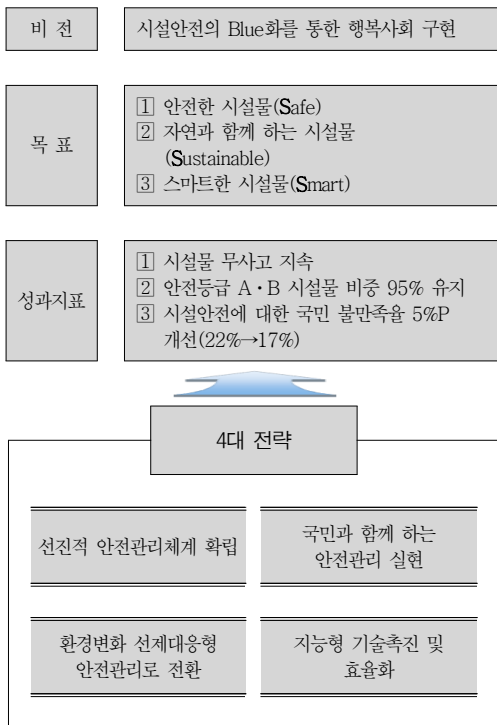 비 전
시설안전의 Blue화를 통한 행복사회 구현
목 표
1 안전한 시설물(Safe)
2 자연과 함께 하는 시설물
(Sustainable)
3 스마트한 시설물(Smart)
성과지표
1 시설물 무사고 지속
2 안전등급 A·B 시설물 비중 95% 유지
3 시설안전에 대한 국민 불만족율 5%P
개선(22%→17%)
4대 전략
선진적 안전관리체계 확립
국민과 함께 하는
안전관리 실현
환경변화 선제대응형
안전관리로 전환
지능형 기술촉진 및
효율화